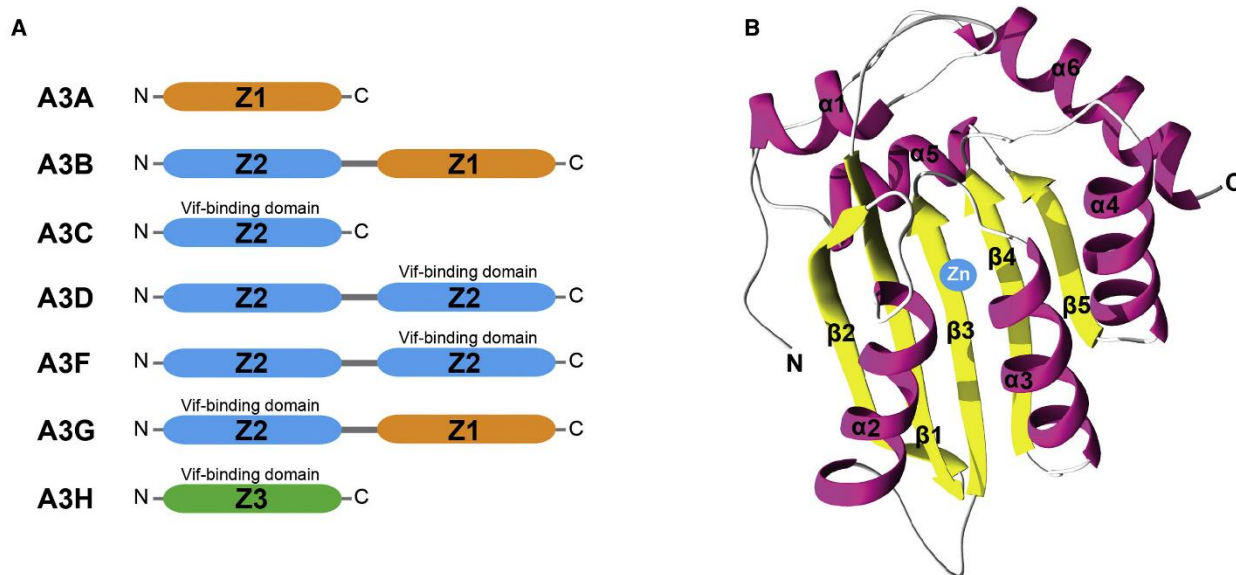 A
A3A N Z1 C
A3B N Z2 Z1 C
Vif-binding domain
A3C N Z2 C
Vif-binding domain
A3D N Z2 Z2 C
Vif-binding domain
A3F N Z2 Z2 C
Vif-binding domain
A3G N Z2 Z1 C
Vif-binding domain
A3H N Z3 C
B
α6
α1
α5
α4
C
Zn
β4
β5
β2
β3
N
α3
α2
β1